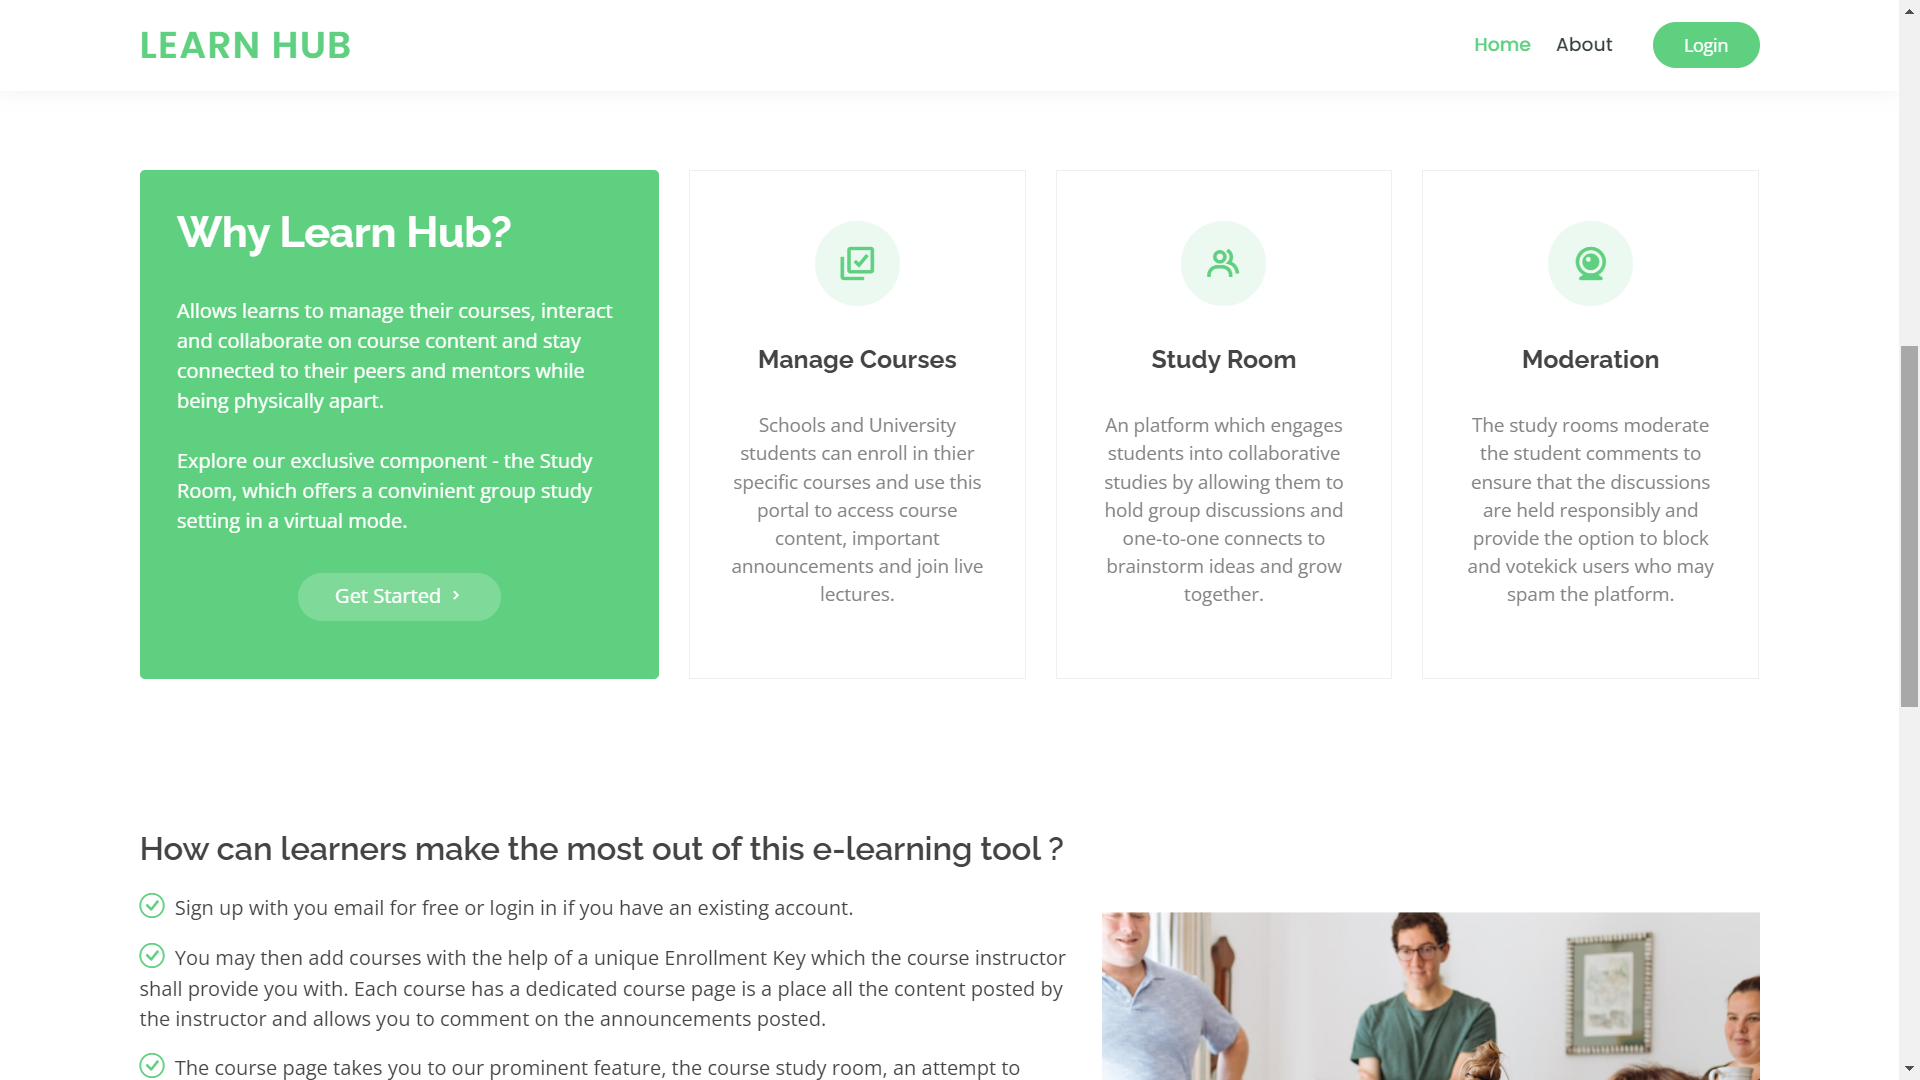 LEARN HUB
Home
About
Login
Why Learn Hub?
Allows learns to manage their courses, interact
and collaborate on course content and stay
connected to their peers and mentors while
being physically apart.
Explore our exclusive component - the Study
Room, which offers a convinient group study
setting in a virtual mode.
Get Started
Manage Courses
Schools and University
students can enroll in thier
specific courses and use this
portal to access course
content, important
announcements and join live
lectures.
Study Room
An platform which engages
students into collaborative
studies by allowing them to
hold group discussions and
one-to-one connects to
brainstorm ideas and grow
together.
Moderation
The study rooms moderate
the student comments to
ensure that the discussions
are held responsibly and
provide the option to block
and votekick users who may
spam the platform.
How can learners make the most out of this e-learning tool ?
Sign up with you email for free or login in if you have an existing account.
You may then add courses with the help of a unique Enrollment Key which the course instructor
shall provide you with. Each course has a dedicated course page is a place all the content posted by
the instructor and allows you to comment on the announcements posted.
The course page takes you to our prominent feature, the course study room, an attempt to